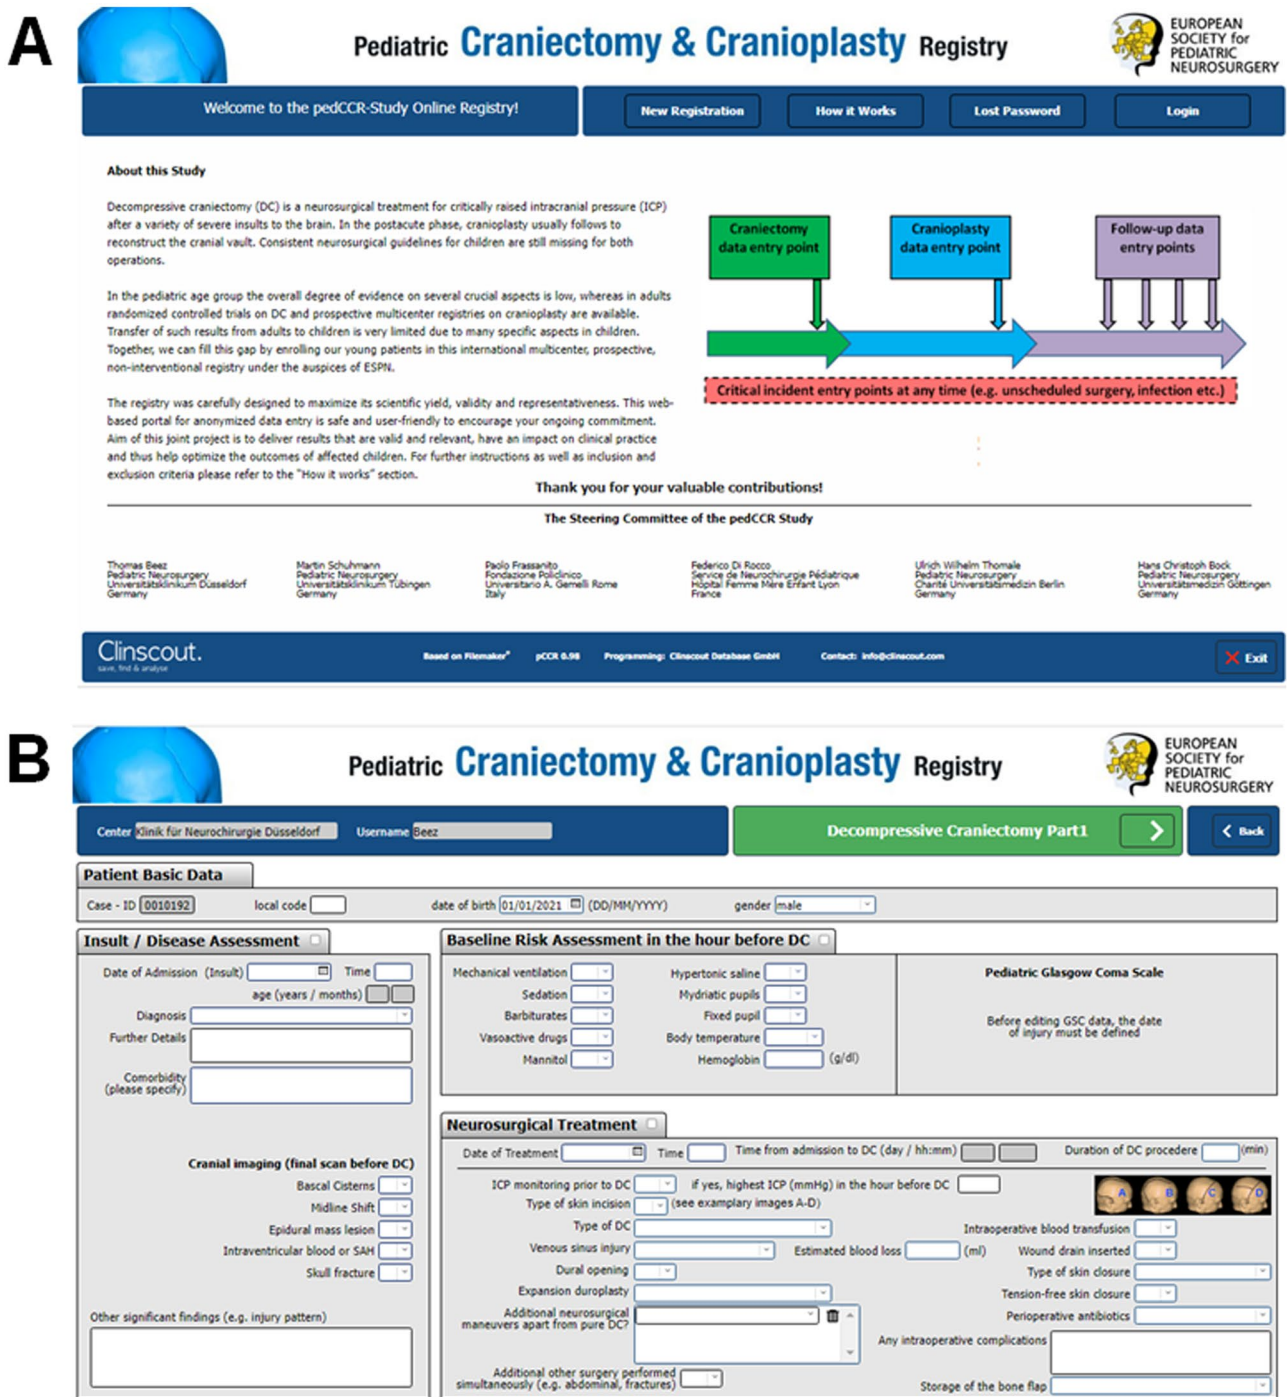 A
Pediatric Craniectomy & Cranioplasty Registry
EUROPEAN
SOCIETY for
PEDIATRIC
NEUROSURGERY
Welcome to the pedCCR-Study Online Registry!
New Registration
How it Works
Lost Password
Login
About this Study
Decompressive craniectomy (DC) is a neurosurgical treatment for critically raised intracranial pressure (ICP)
after a variety of severe insults to the brain. In the postacute phase, cranioplasty usually follows to
reconstruct the cranial vault. Consistent neurosurgical guidelines for children are still missing for both
operations.
In the pediatric age group the overall degree of evidence on several crucial aspects is low, whereas in adults
randomized controlled trials on DC and prospective multicenter registries on cranioplasty are available.
Transfer of such results from adults to children is very limited due to many specific aspects in children.
Together, we can fill this gap by enrolling our young patients in this international multicenter, prospective,
non-interventional registry under the auspices of ESPN.
The registry was carefully designed to maximize its scientific yield, validity and representativeness. This web-
based portal for anonymized data entry is safe and user-friendly to encourage your ongoing commitment.
Aim of this joint project is to deliver results that are valid and relevant, have an impact on clinical practice
and thus help optimize the outcomes of affected children. For further instructions as well as inclusion and
exclusion criteria please refer to the "How it works" section.
Craniectomy
data entry point
Cranioplasty
data entry point
Follow-up data
entry points
Critical incident entry points at any time (e.g. unscheduled surgery, infection etc.)
Thank you for your valuable contributions!
The Steering Committee of the pedCCR Study
Thomas Beez
Pediatric Neurosurgery
Universitätsklinikum Düsseldorf
Germany
Martin Schuhmann
Pediatric Neurosurgery
Universitätsklinikum Tübingen
Germany
Paolo Frassanito
Fondazione Policlinico
Universitario A. Gemelli Rome
Italy
Federico Di Rocco
Service de Neurochirurgie Pédiatrique
Hôpital Femme Mère Enfant Lyon
France
Ulrich Wilhelm Thomale
Pediatric Neurosurgery
Charité Universitätsmedizin Berlin
Germany
Hans Christoph Bock
Pediatric Neurosurgery
Universitätsmedizin Göttingen
Germany
Clinscout.
save, find & analyse
Based on Filemaker®
pCCR 0.98
Programming: Clinscout Database GmbH
Contact: info@clinscout.com
Exit
B
Pediatric Craniectomy & Cranioplasty Registry
EUROPEAN
SOCIETY for
PEDIATRIC
NEUROSURGERY
Center Klinik für Neurochirurgie Düsseldorf
Username Beez
Decompressive Craniectomy Part1
Back
Patient Basic Data
Case - ID 0010192
local code
date of birth 01/01/2021 (DD/MM/YYYY)
gender male
Insult / Disease Assessment
Date of Admission (Insult)
Time
age (years / months)
Diagnosis
Further Details
Comorbidity
(please specify)
Cranial imaging (final scan before DC)
Bascal Cisterns
Midline Shift
Epidural mass lesion
Intraventricular blood or SAH
Skull fracture
Other significant findings (e.g. injury pattern)
Baseline Risk Assessment in the hour before DC
Mechanical ventilation
Sedation
Barbiturates
Vasoactive drugs
Mannitol
Hypertonic saline
Mydriatic pupils
Fixed pupil
Body temperature
Hemoglobin (g/dl)
Pediatric Glasgow Coma Scale
Before editing GSC data, the date
of injury must be defined
Neurosurgical Treatment
Date of Treatment
Time
Time from admission to DC (day / hh:mm)
Duration of DC procedere (min)
ICP monitoring prior to DC
if yes, highest ICP (mmHg) in the hour before DC
Type of skin incision (see examplary images A-D)
A B C D
Type of DC
Venous sinus injury
Estimated blood loss (ml)
Dural opening
Expansion duroplasty
Additional neurosurgical
maneuvers apart from pure DC?
Additional other surgery performed
simultaneously (e.g. abdominal, fractures)
Intraoperative blood transfusion
Wound drain inserted
Type of skin closure
Tension-free skin closure
Perioperative antibiotics
Any intraoperative complications
Storage of the bone flap